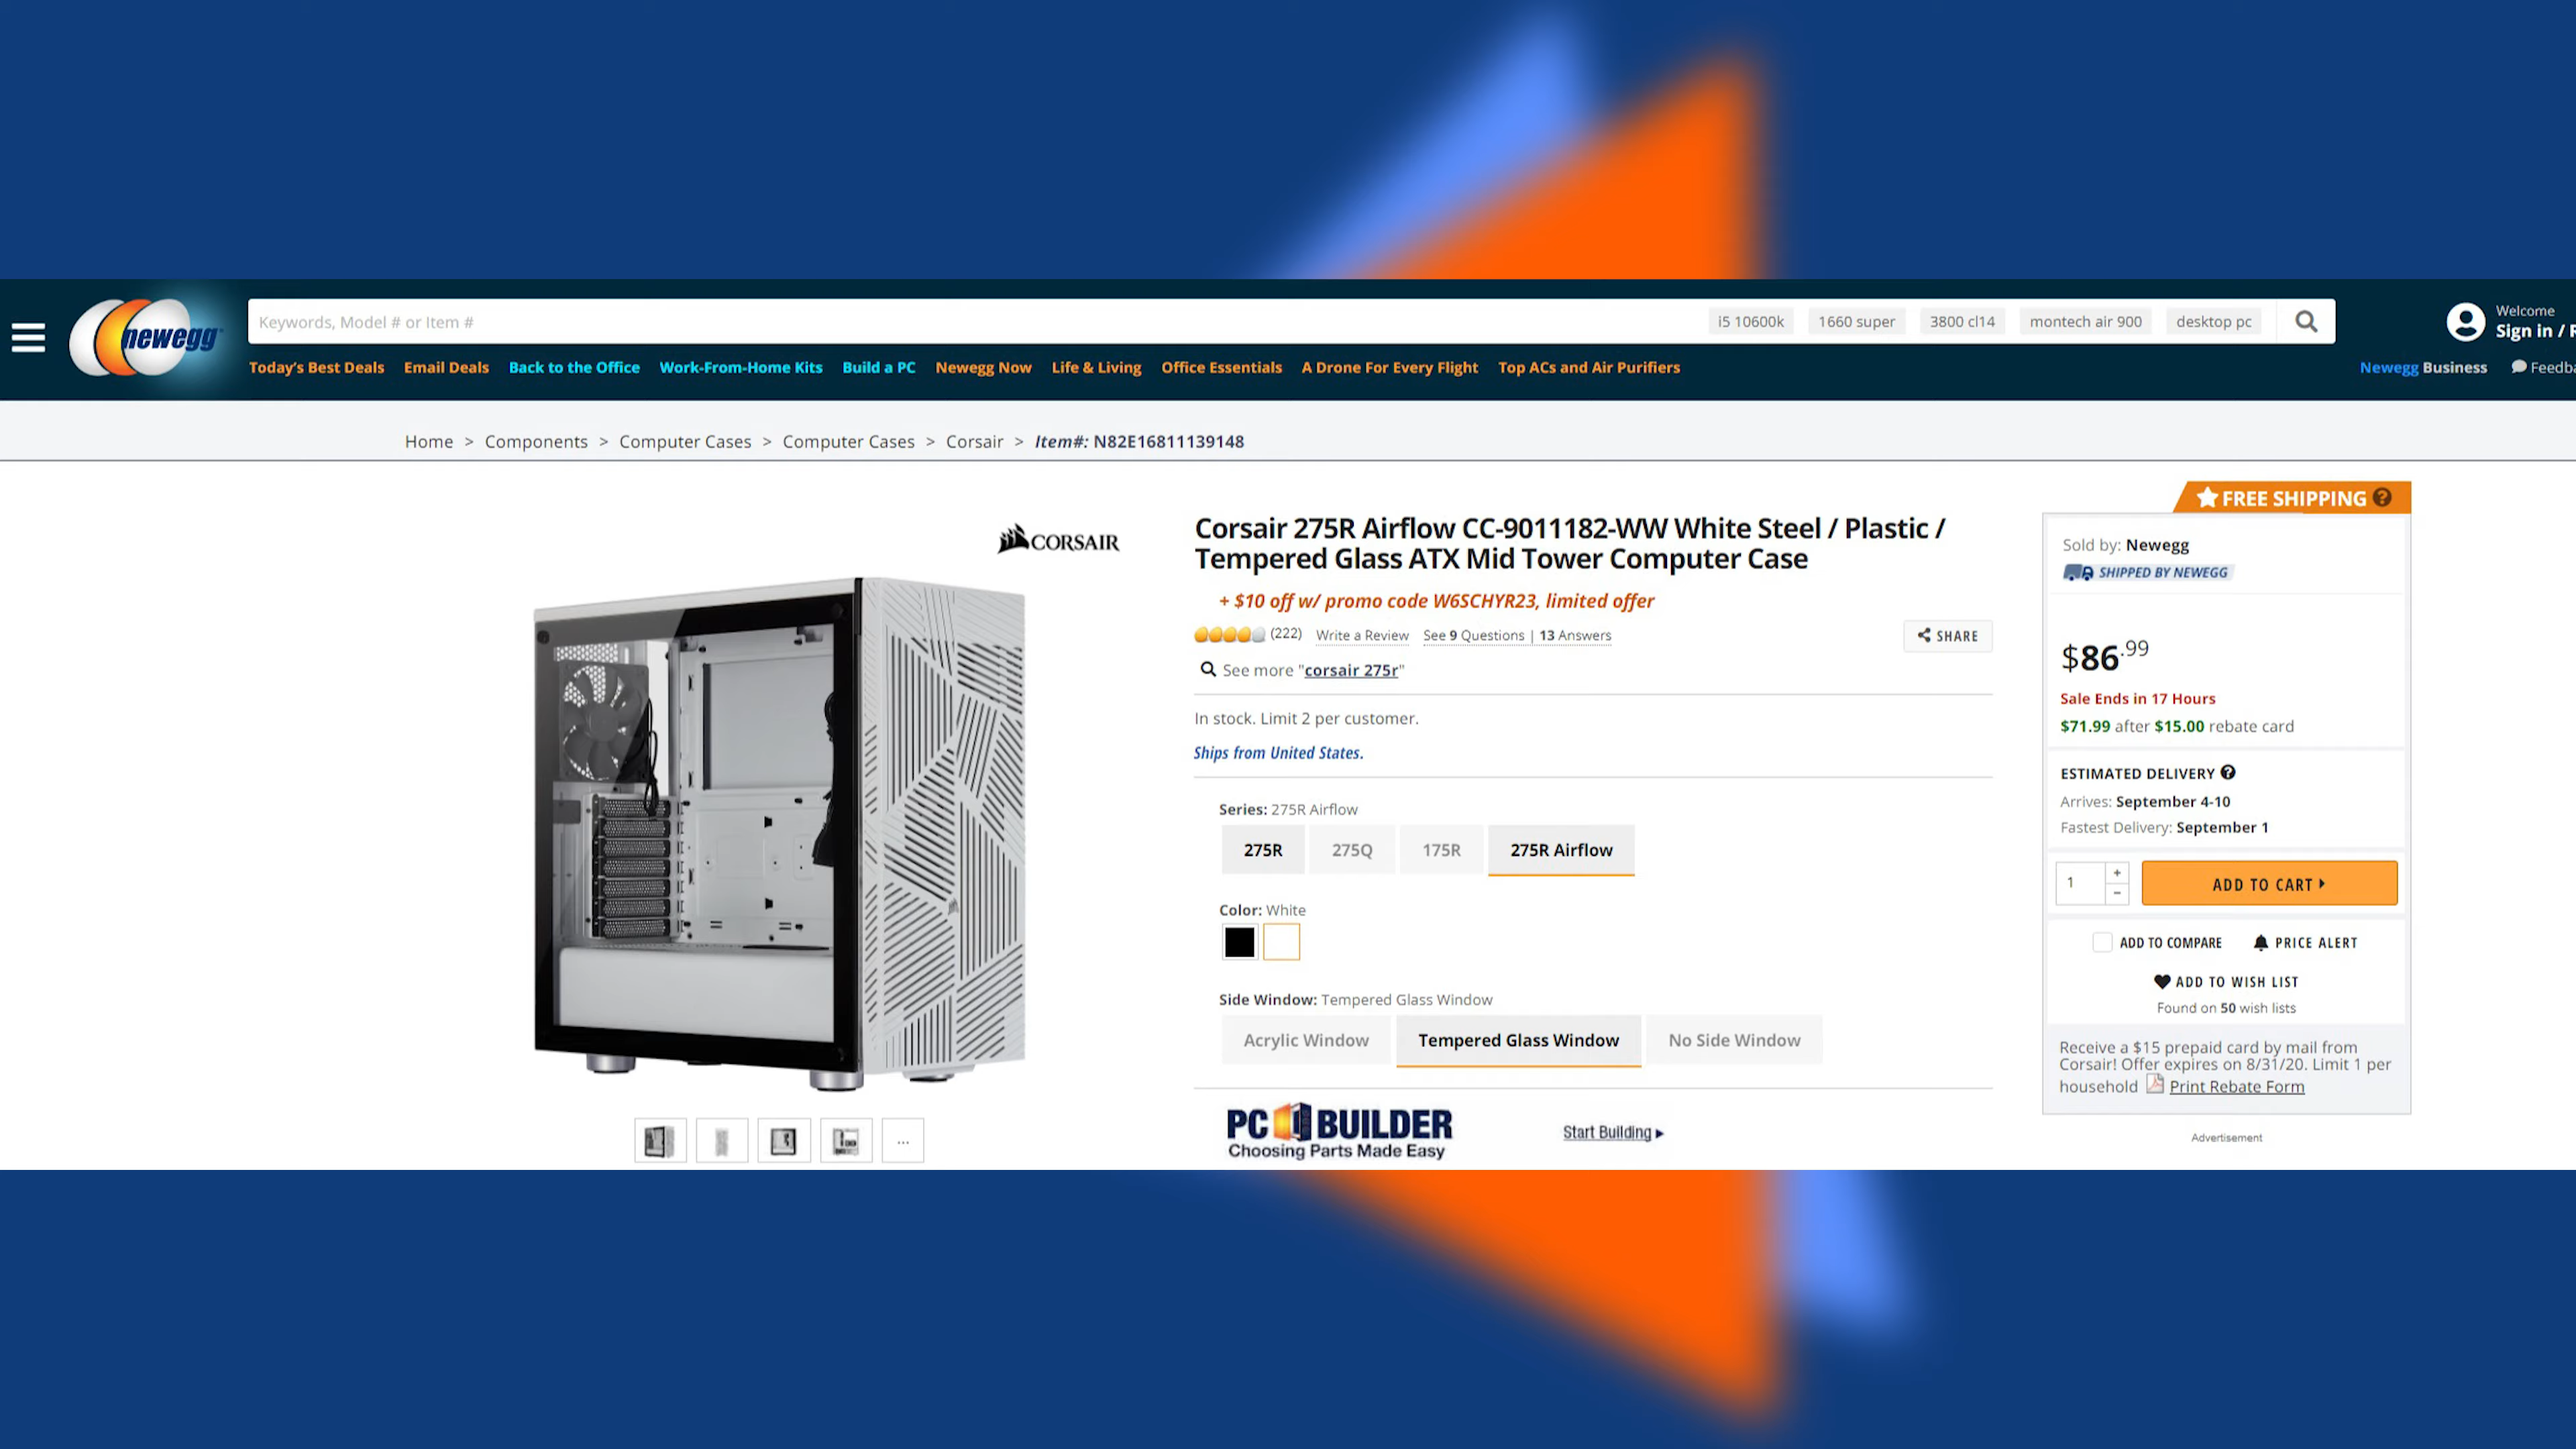 newegg
Keywords, Model # or Item #
i5 10600k
1660 super
3800 cl14
montech air 900
desktop pc
Welcome
Sign in /
Today's Best Deals
Email Deals
Back to the Office
Work-From-Home Kits
Build a PC
Newegg Now
Life & Living
Office Essentials
A Drone For Every Flight
Top ACs and Air Purifiers
Newegg Business
Home > Components > Computer Cases > Computer Cases > Corsair > Item#: N82E16811139148
CORSAIR
Corsair 275R Airflow CC-9011182-WW White Steel / Plastic /
Tempered Glass ATX Mid Tower Computer Case
+ $10 off w/ promo code W6SCHYR23, limited offer
(222) Write a Review See 9 Questions | 13 Answers
SHARE
See more "corsair 275r"
In stock. Limit 2 per customer.
Ships from United States.
Series: 275R Airflow
275R
275Q
175R
275R Airflow
Color: White
Side Window: Tempered Glass Window
Acrylic Window
Tempered Glass Window
No Side Window
PC BUILDER
Choosing Parts Made Easy
Start Building
FREE SHIPPING ?
Sold by: Newegg
SHIPPED BY NEWEGG
$86.99
Sale Ends in 17 Hours
$71.99 after $15.00 rebate card
ESTIMATED DELIVERY ?
Arrives: September 4-10
Fastest Delivery: September 1
1
+
-
ADD TO CART
ADD TO COMPARE
PRICE ALERT
ADD TO WISH LIST
Found on 50 wish lists
Receive a $15 prepaid card by mail from
Corsair! Offer expires on 8/31/20. Limit 1 per
household Print Rebate Form
Advertisement
...